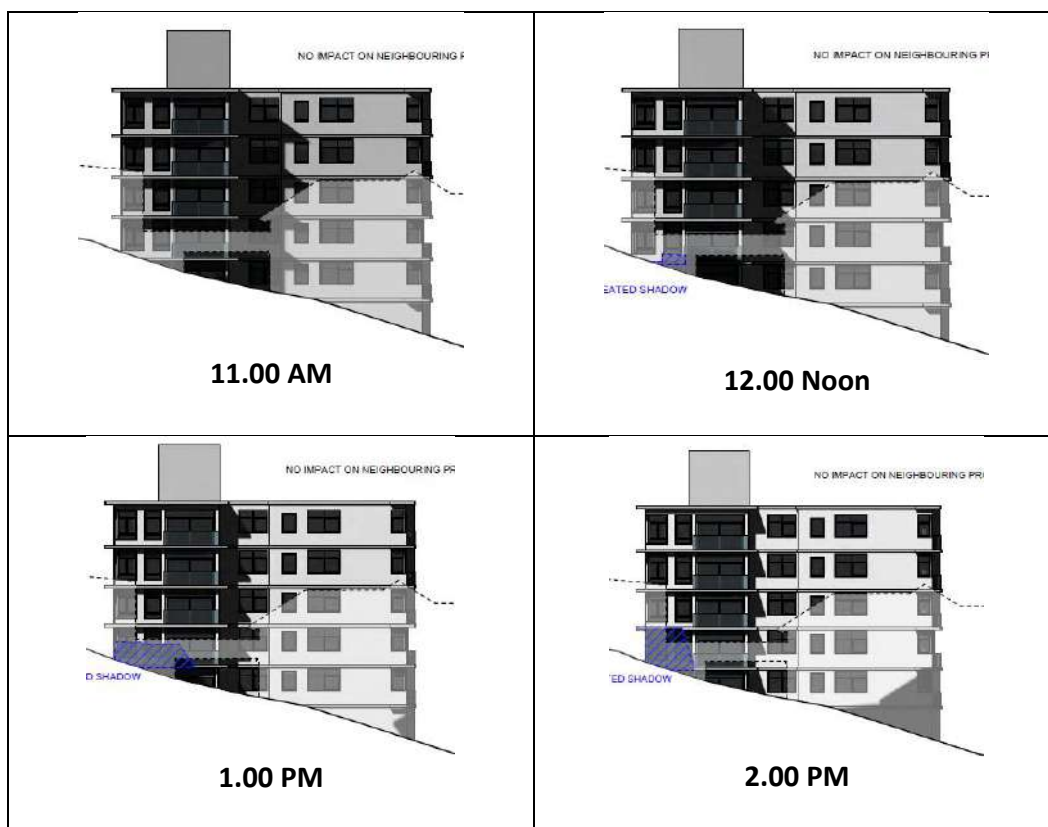 NO IMPACT ON NEIGHBOURING
11.00 AM
NO IMPACT ON NEIGHBOURING
EATED SHADOW
12.00 Noon
NO IMPACT ON NEIGHBOURING PR
D SHADOW
1.00 PM
NO IMPACT ON NEIGHBOURING PR
TED SHADOW
2.00 PM